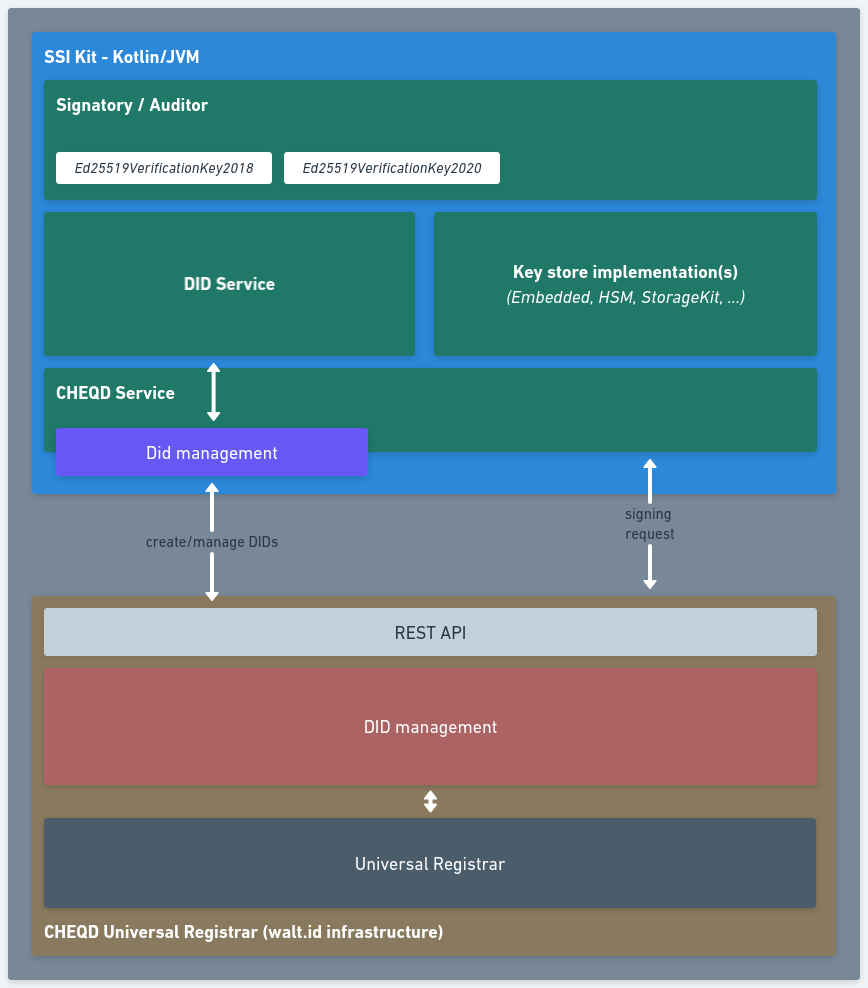 SSI Kit - Kotlin/JVM
Signatory / Auditor
Ed25519VerificationKey2018
Ed25519VerificationKey2020
DID Service
Key store implementation(s)
(Embedded, HSM, StorageKit, ...)
CHEQD Service
Did management
create/manage DIDs
signing
request
REST API
DID management
Universal Registrar
CHEQD Universal Registrar (walt.id infrastructure)